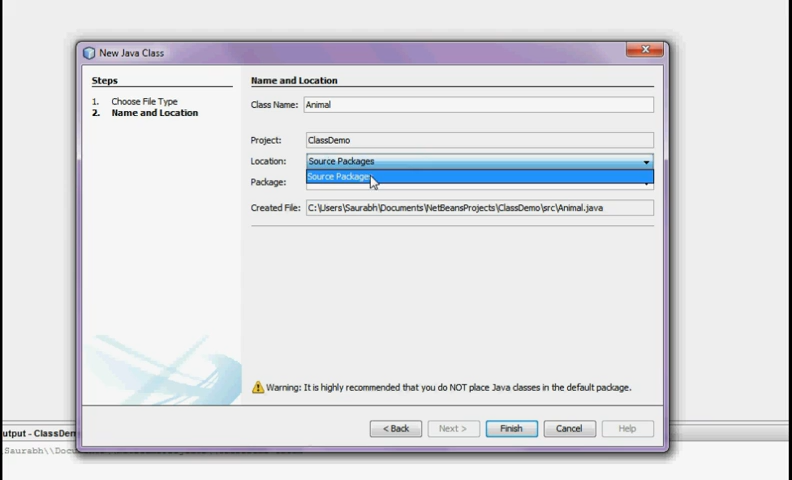 New Java Class
Steps
1. Choose File Type
2. Name and Location
Name and Location
Class Name: Animal
Project: ClassDemo
Location: Source Packages
Source Package
Package:
Created File: C:\Users\Saurabh\Documents\NetBeansProjects\ClassDemo\src\Animal.java
Warning: It is highly recommended that you do NOT place Java classes in the default package.
< Back Next > Finish Cancel Help
utput - ClassDem
Saurabh\\Doc